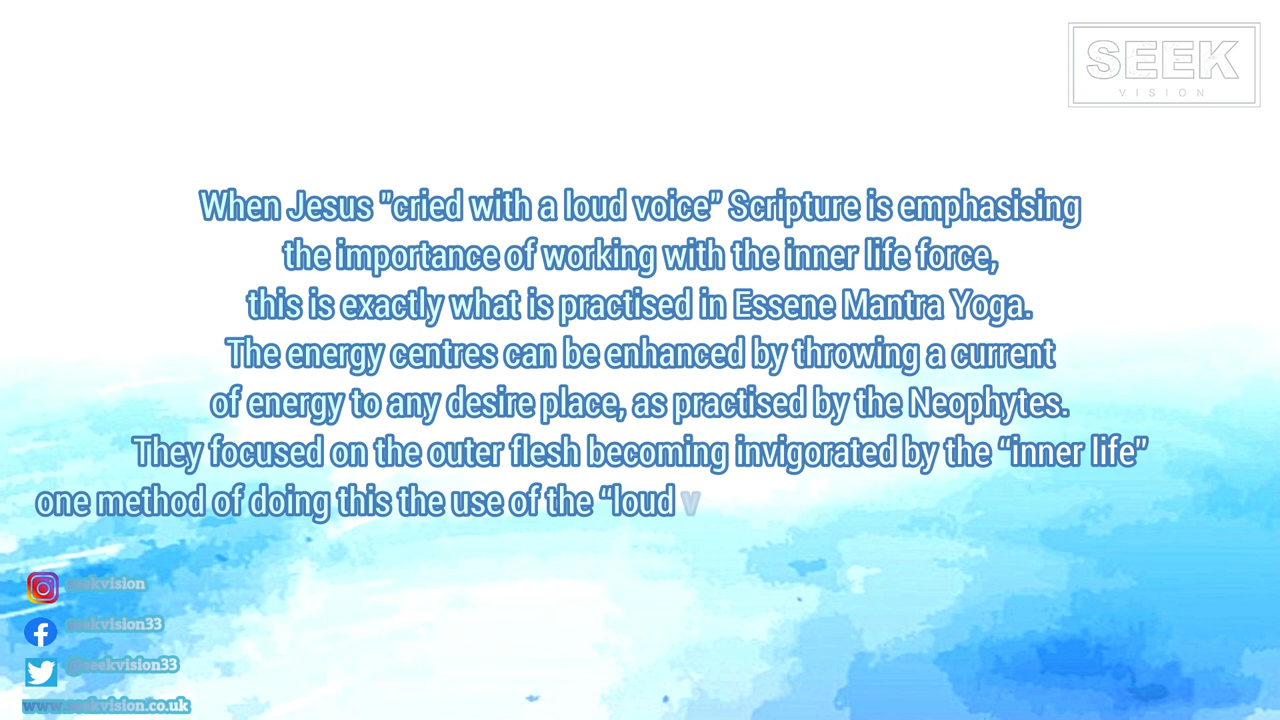 SEEK
VISION
When Jesus "cried with a loud voice" Scripture is emphasising
the importance of working with the inner life force,
this is exactly what is practised in Essene Mantra Yoga.
The energy centres can be enhanced by throwing a current
of energy to any desire place, as practised by the Neophytes.
They focused on the outer flesh becoming invigorated by the “inner life”
one method of doing this the use of the “loud v
seekvision
seekvision33
@seekvision33
www.seekvision.co.uk